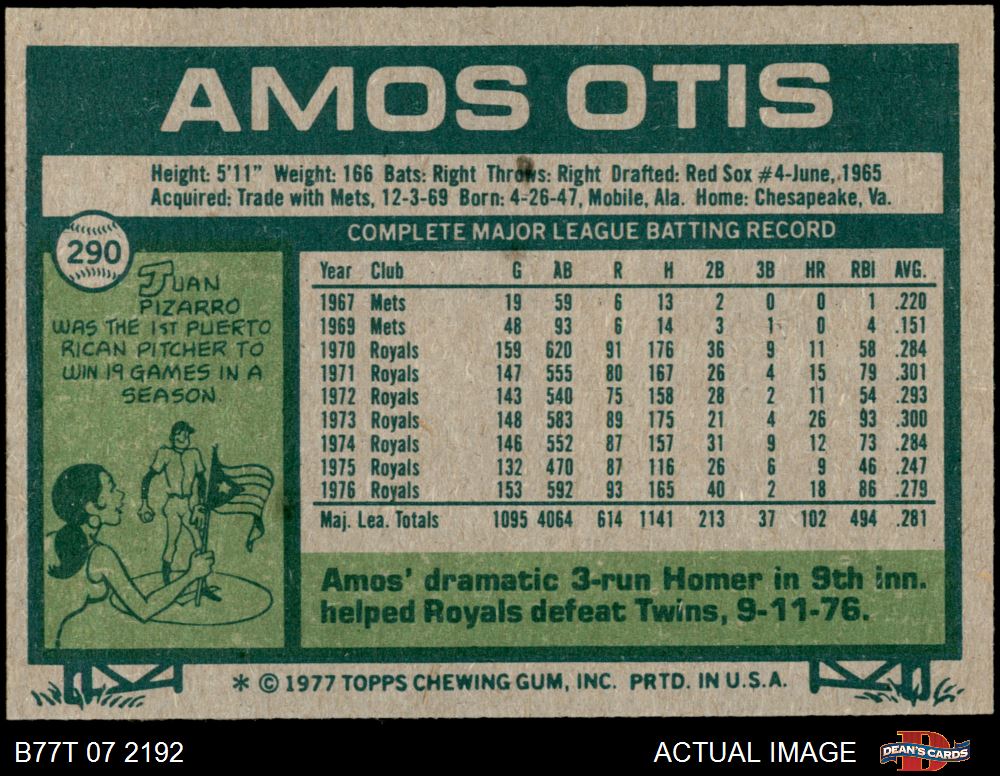 AMOS OTIS
Height: 5'11" Weight: 166 Bats: Right Throws: Right Drafted: Red Sox #4-June, 1965
Acquired: Trade with Mets, 12-3-69 Born: 4-26-47, Mobile, Ala. Home: Chesapeake, Va.
290
JUAN
PIZARRO
WAS THE 1ST PUERTO
RICAN PITCHER TO
WIN 19 GAMES IN A
SEASON.
COMPLETE MAJOR LEAGUE BATTING RECORD
Year Club G AB R H 2B 3B HR RBI AVG.
1967 Mets 19 59 6 13 2 0 0 1 .220
1969 Mets 48 93 6 14 3 1 0 4 .151
1970 Royals 159 620 91 176 36 9 11 58 .284
1971 Royals 147 555 80 167 26 4 15 79 .301
1972 Royals 143 540 75 158 28 2 11 54 .293
1973 Royals 148 583 89 175 21 4 26 93 .300
1974 Royals 146 552 87 157 31 9 12 73 .284
1975 Royals 132 470 87 116 26 6 9 46 .247
1976 Royals 153 592 93 165 40 2 18 86 .279
Maj. Lea. Totals 1095 4064 614 1141 213 37 102 494 .281
Amos' dramatic 3-run Homer in 9th inn.
helped Royals defeat Twins, 9-11-76.
* © 1977 TOPPS CHEWING GUM, INC. PRTD. IN U.S.A.
B77T 07 2192
ACTUAL IMAGE
DEAN'S CARDS